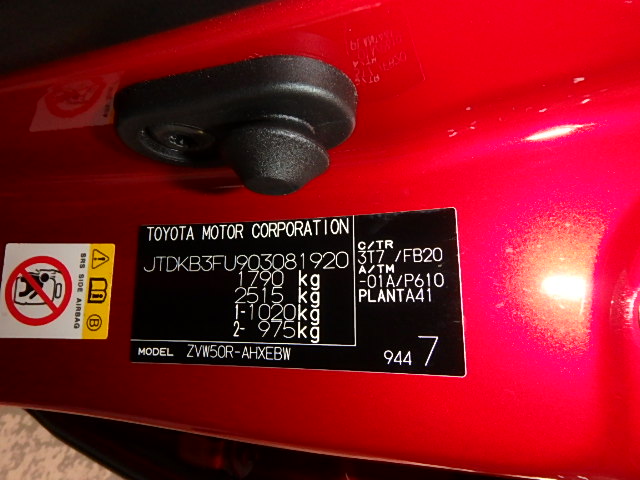 TOYOTA MOTOR CORPORATION
JTDKB3FU903081920
1790 kg
2515 kg
1-1020kg
2- 975kg
MODEL ZVW50R-AHXEBW
C/TR
3T7 /FB20
A/TM
-01A/P610
PLANTA41
944 7
SRS SIDE AIRBAG
B